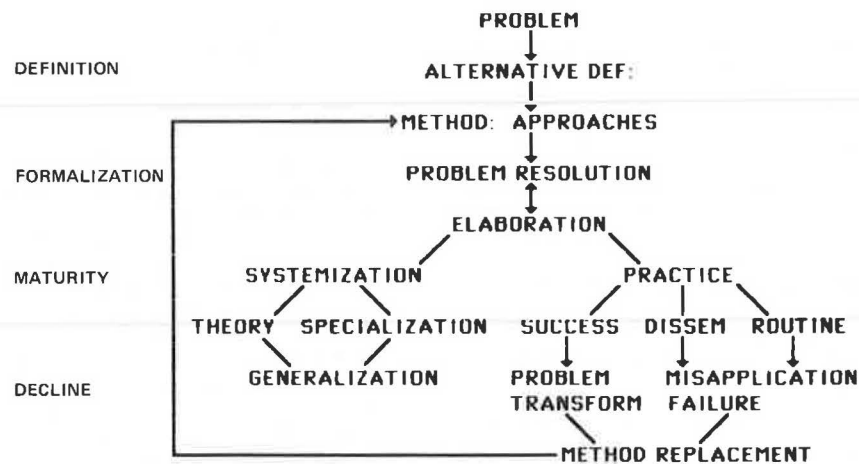 PROBLEM
DEFINITION
ALTERNATIVE DEF:
METHOD: APPROACHES
FORMALIZATION
PROBLEM RESOLUTION
ELABORATION
MATURITY
SYSTEMIZATION
PRACTICE
THEORY
SPECIALIZATION
SUCCESS
DISSEM
ROUTINE
DECLINE
GENERALIZATION
PROBLEM
TRANSFORM
MISAPPLICATION
FAILURE
METHOD REPLACEMENT